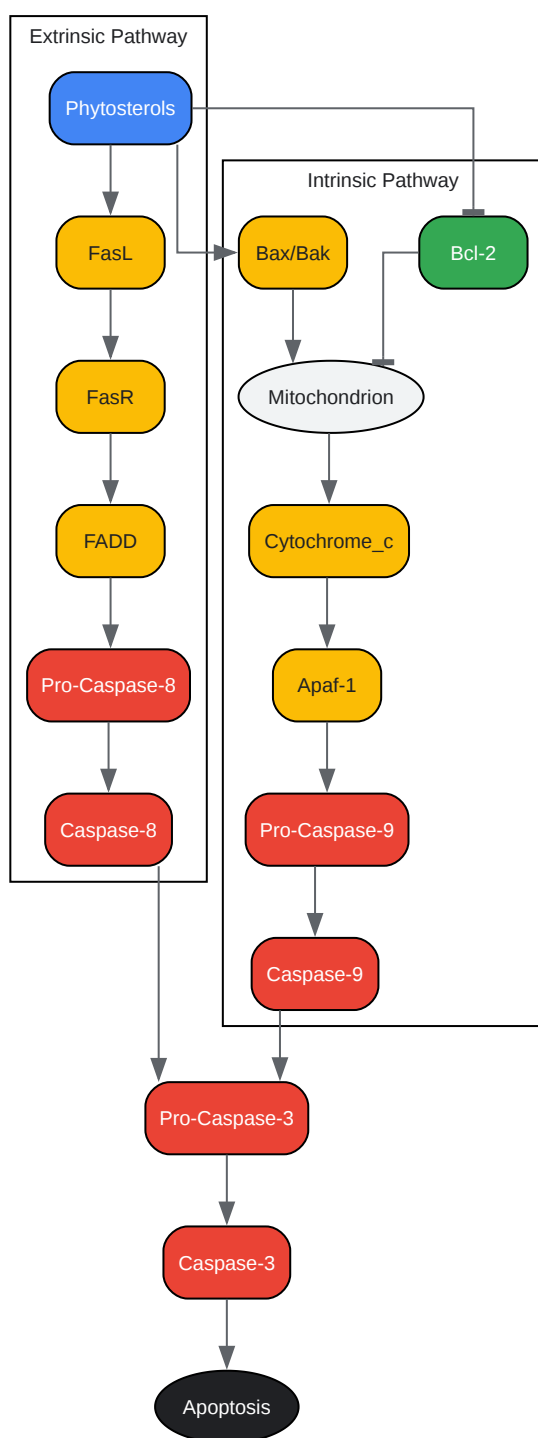 Extrinsic Pathway
Phytosterols
Intrinsic Pathway
FasL
Bax/Bak
Bcl-2
FasR
Mitochondrion
FADD
Cytochrome_c
Pro-Caspase-8
Apaf-1
Caspase-8
Pro-Caspase-9
Caspase-9
Pro-Caspase-3
Caspase-3
Apoptosis